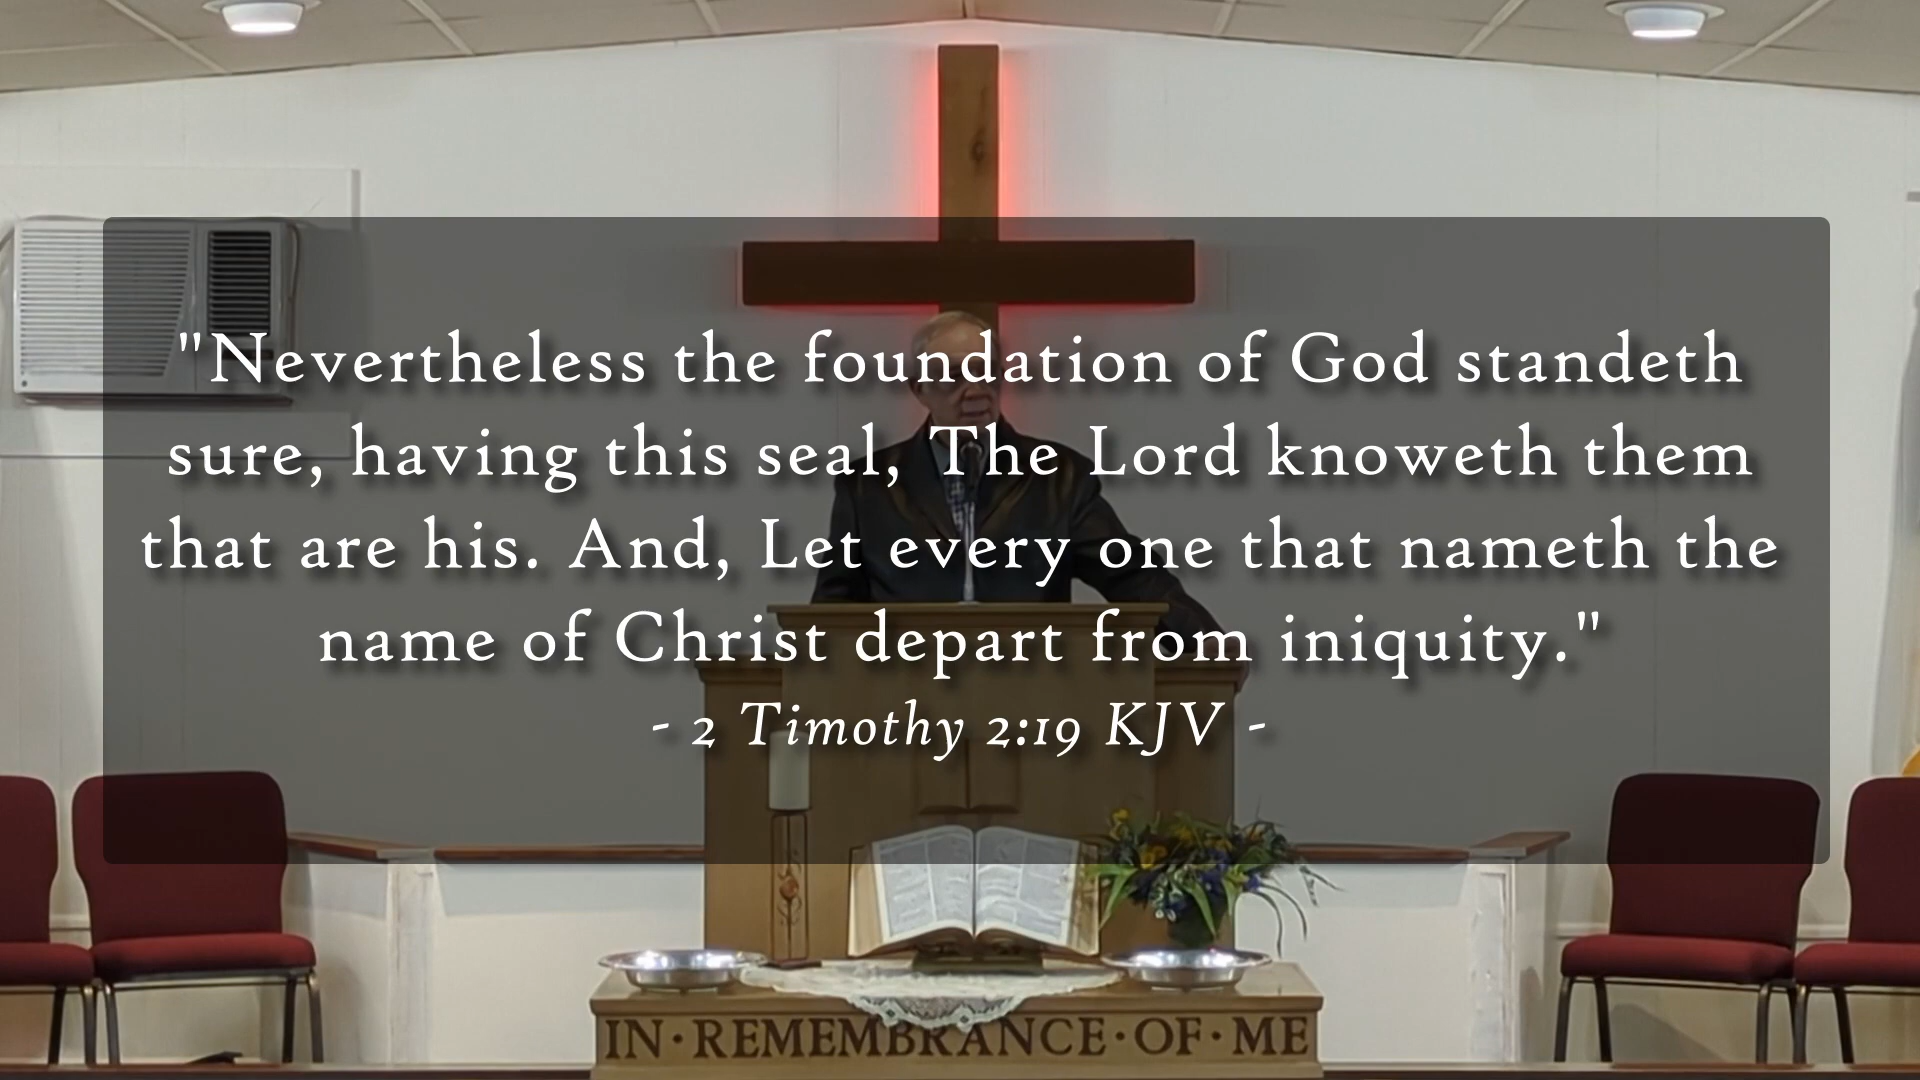 "Nevertheless the foundation of God standeth
sure, having this seal, The Lord knoweth them
that are his. And, Let every one that nameth the
name of Christ depart from iniquity."
- 2 Timothy 2:19 KJV -
IN·REMEMBRANCE·OF·ME